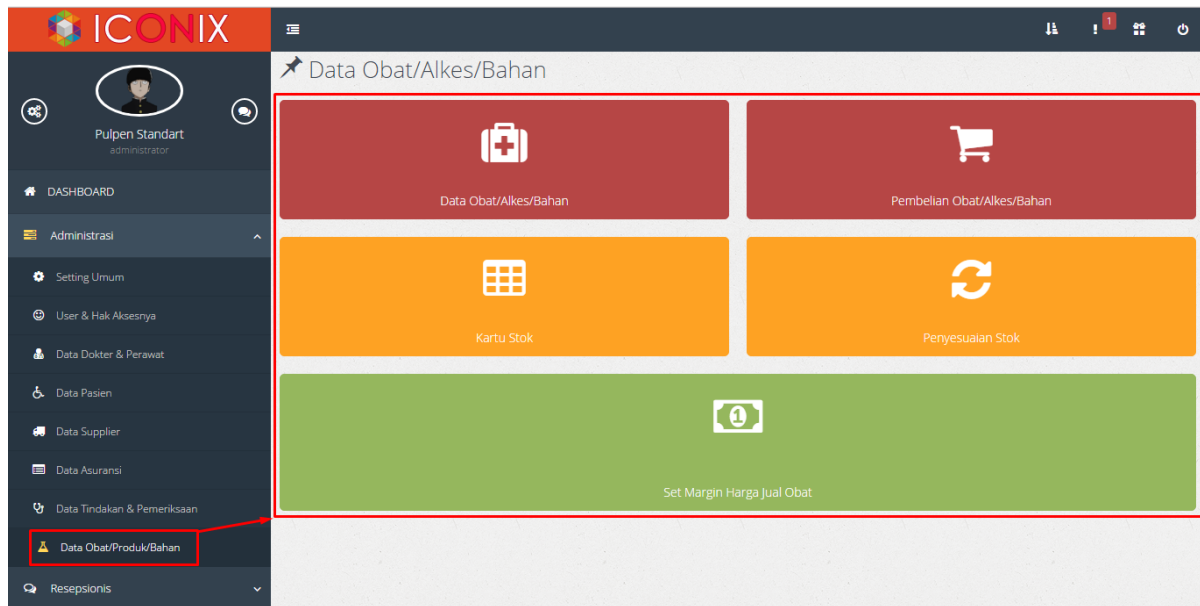 ICONIX
1
Data Obat/Alkes/Bahan
Pulpen Standart
administrator
DASHBOARD
Administrasi
Setting Umum
User & Hak Aksesnya
Data Dokter & Perawat
Data Pasien
Data Supplier
Data Asuransi
Data Tindakan & Pemeriksaan
Data Obat/Produk/Bahan
Resepsionis
Data Obat/Alkes/Bahan
Pembelian Obat/Alkes/Bahan
Kartu Stok
Penyesuaian Stok
1
Set Margin Harga Jual Obat